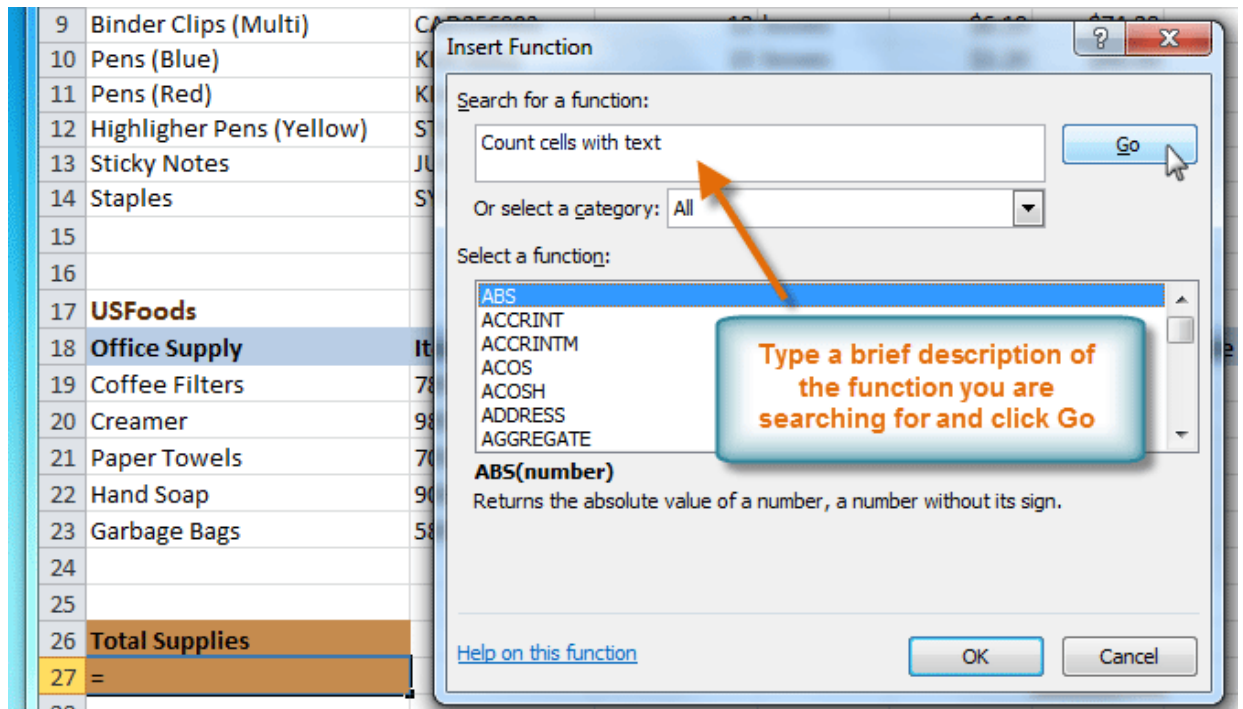 9 Binder Clips (Multi)
10 Pens (Blue)
11 Pens (Red)
12 Highligher Pens (Yellow)
13 Sticky Notes
14 Staples
15
16
17 USFoods
18 Office Supply
19 Coffee Filters
20 Creamer
21 Paper Towels
22 Hand Soap
23 Garbage Bags
24
25
26 Total Supplies
27 =
Insert Function
Search for a function:
Count cells with text
Go
Or select a category: All
Select a function:
ABS
ACCRINT
ACCRINTM
ACOS
ACOSH
ADDRESS
AGGREGATE
Type a brief description of
the function you are
searching for and click Go
ABS(number)
Returns the absolute value of a number, a number without its sign.
Help on this function
OK
Cancel